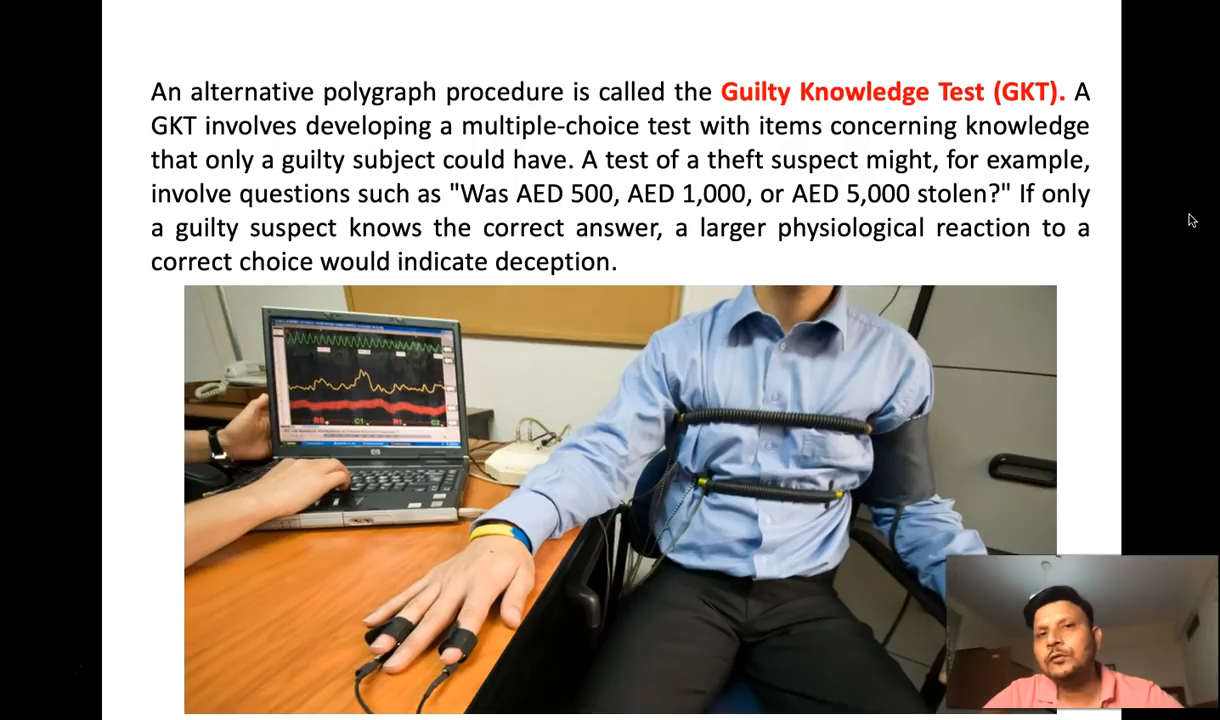 An alternative polygraph procedure is called the Guilty Knowledge Test (GKT). A
GKT involves developing a multiple-choice test with items concerning knowledge
that only a guilty subject could have. A test of a theft suspect might, for example,
involve questions such as "Was AED 500, AED 1,000, or AED 5,000 stolen?" If only
a guilty suspect knows the correct answer, a larger physiological reaction to a
correct choice would indicate deception.